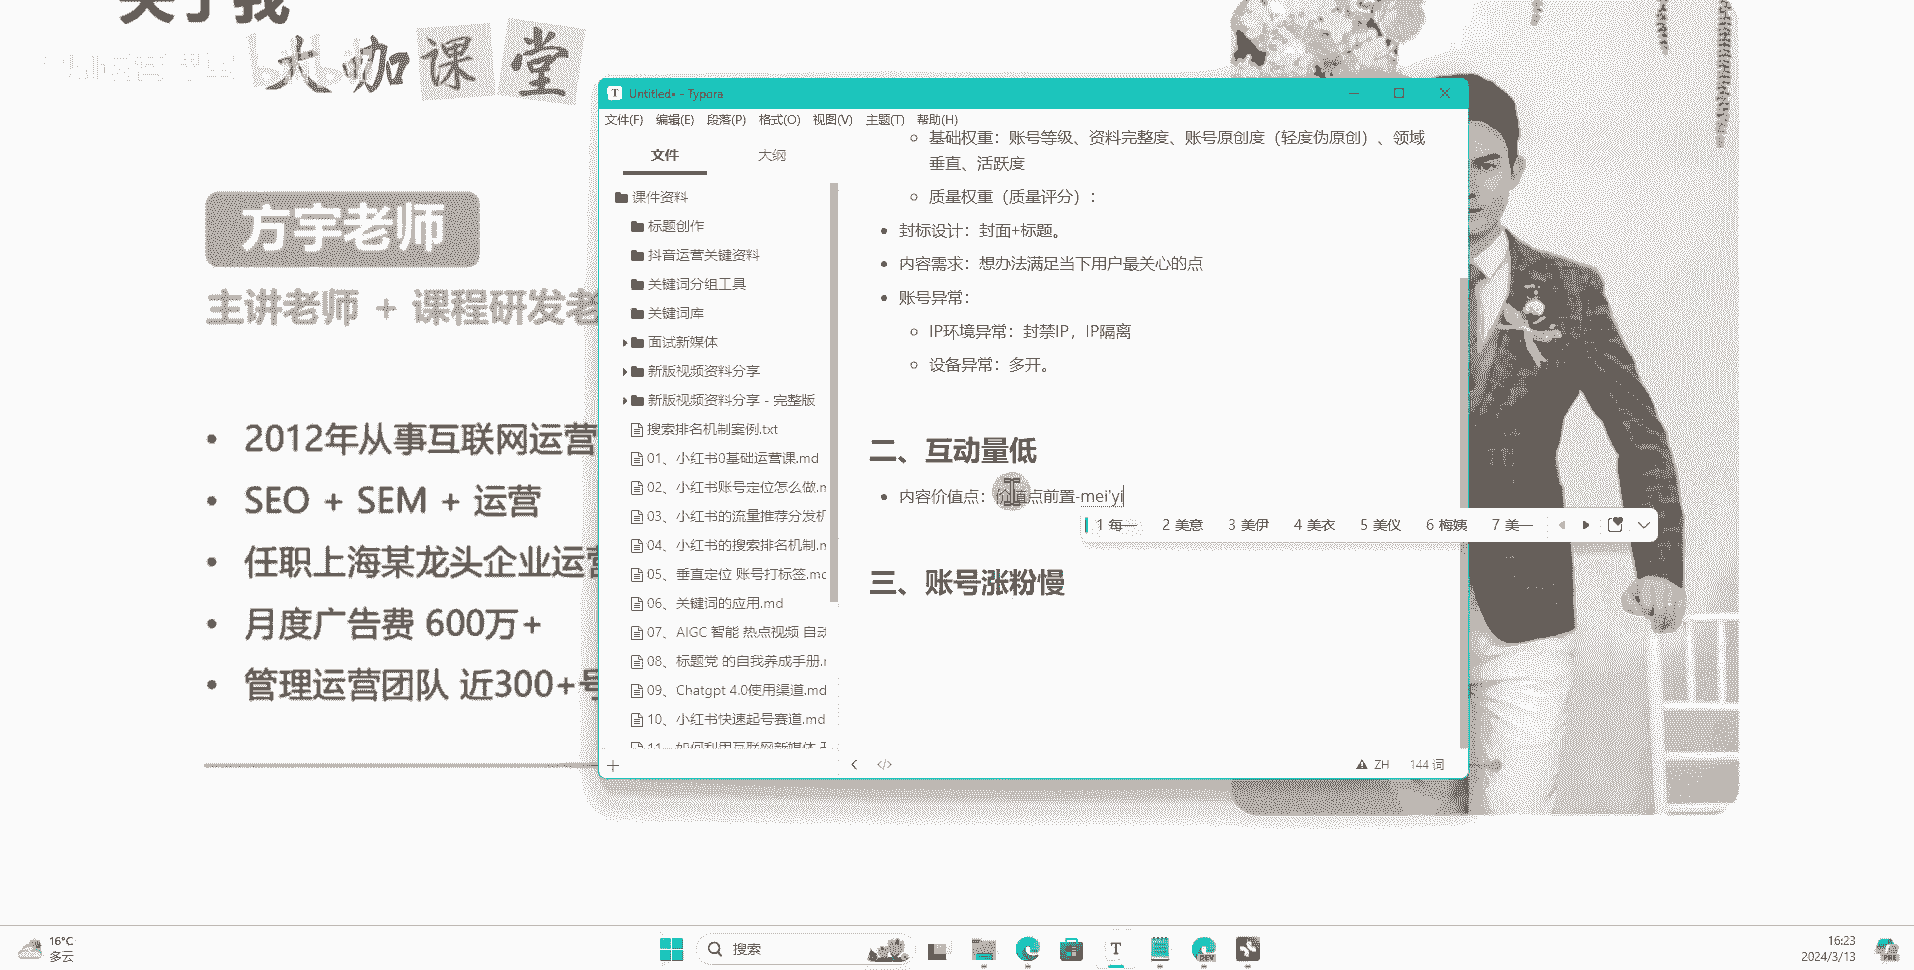 关于我
大咖课堂
方宇老师
主讲老师 + 课程研发老
2012年从事互联网运营
SEO + SEM + 运营
任职上海某龙头企业运营
月度广告费 600万+
管理运营团队 近300+号
Untitled• - Typora
文件(F) 编辑(E) 段落(P) 格式(O) 视图(V) 主题(T) 帮助(H)
文件 大纲
课件资料
标题创作
抖音运营关键资料
关键词分组工具
关键词库
面试新媒体
新版视频资料分享
新版视频资料分享 - 完整版
搜索排名机制案例.txt
01、小红书0基础运营课.md
02、小红书账号定位怎么做.m
03、小红书的流量推荐分发机
04、小红书的搜索排名机制.m
05、垂直定位 账号打标签.md
06、关键词的应用.md
07、AIGC 智能 热点视频 自动
08、标题党 的自我养成手册.m
09、Chatgpt 4.0使用渠道.md
10、小红书快速起号赛道.md
11、如何利用互联网新媒体
基础权重：账号等级、资料完整度、账号原创度（轻度伪原创）、领域
垂直、活跃度
质量权重（质量评分）：
封标设计：封面+标题。
内容需求：想办法满足当下用户最关心的点
账号异常：
IP环境异常：封禁IP，IP隔离
设备异常：多开。
二、互动量低
内容价值点：价值点前置-mei'yi
1 每一 2 美意 3 美伊 4 美衣 5 美仪 6 梅姨 7 美一
三、账号涨粉慢
ZH 144 词
16°C
多云
搜索
16:23
2024/3/13